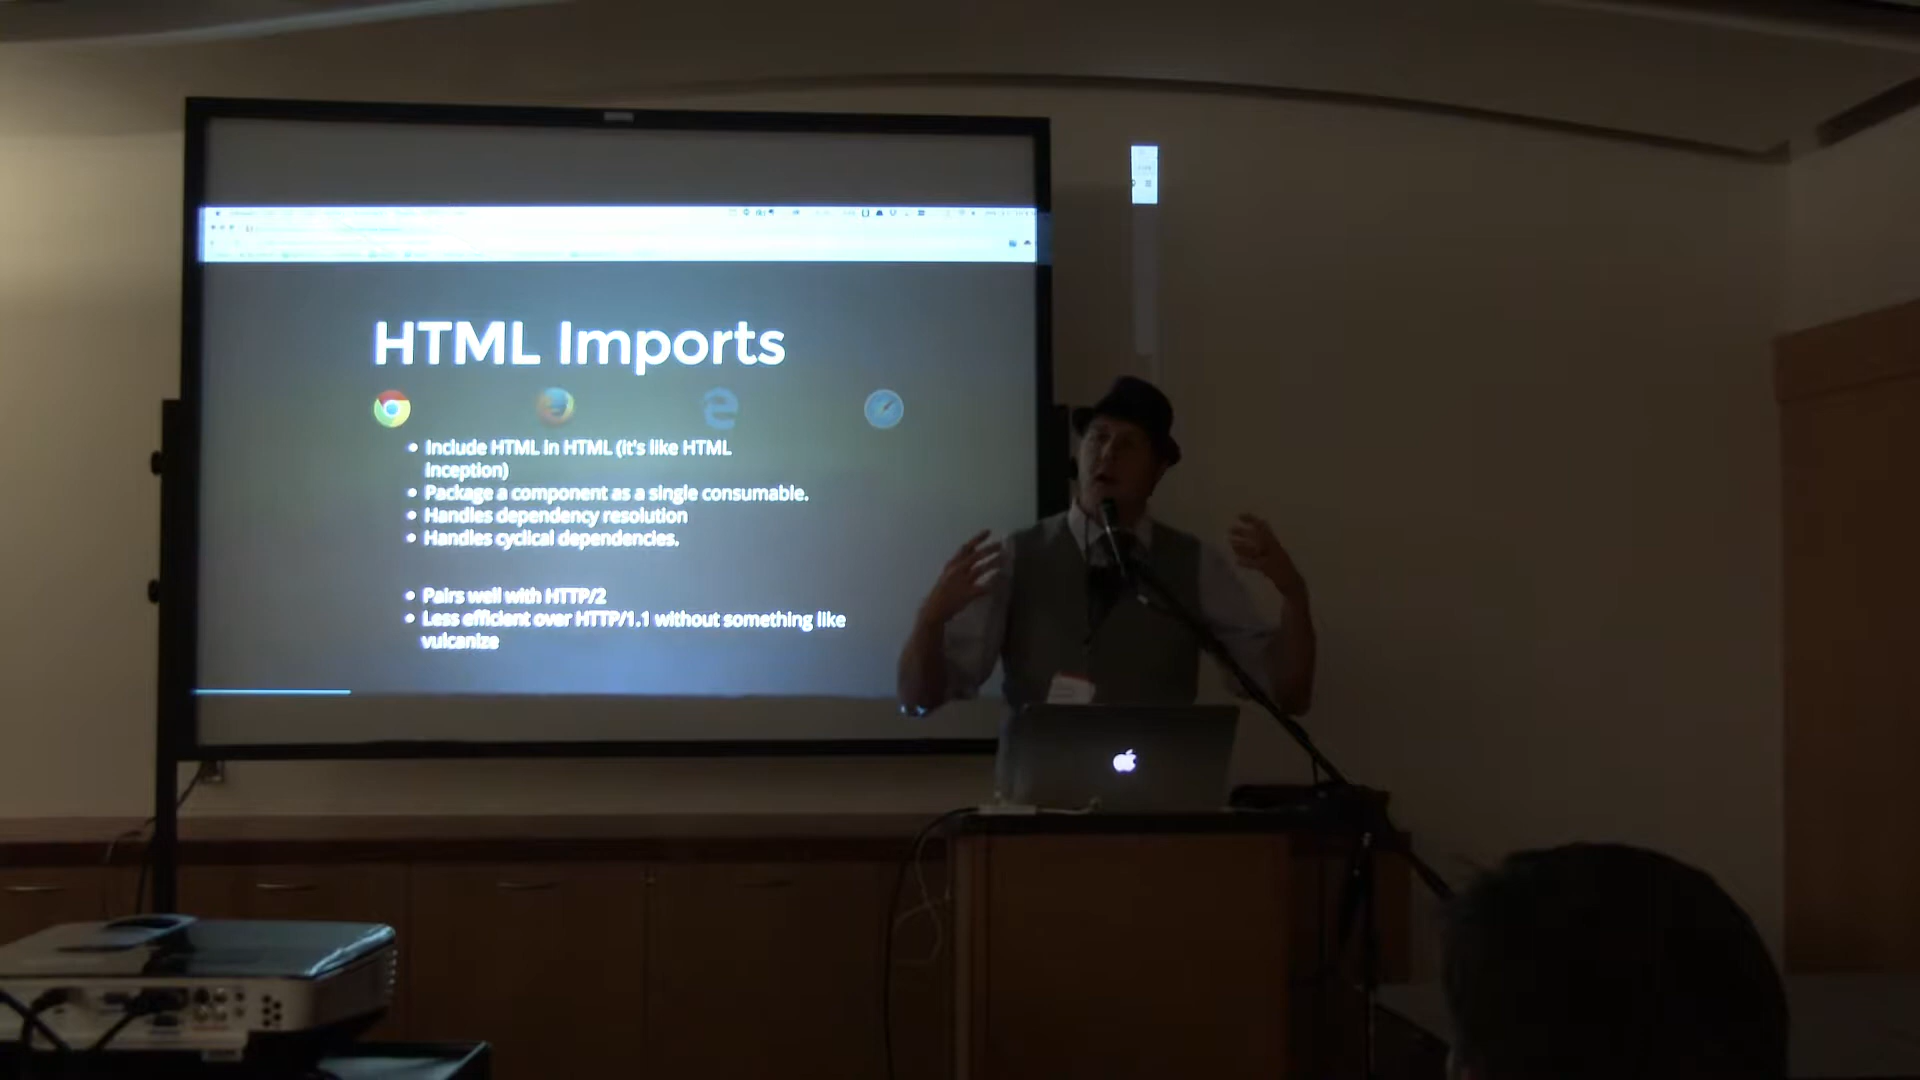 HTML Imports
• Include HTML in HTML (it's like HTML
Inception)
• Package a component as a single consumable.
• Handles dependency resolution
• Handles cyclical dependencies.
• Pairs well with HTTP/2
• Less efficient over HTTP/1.1 without something like
vulcanize